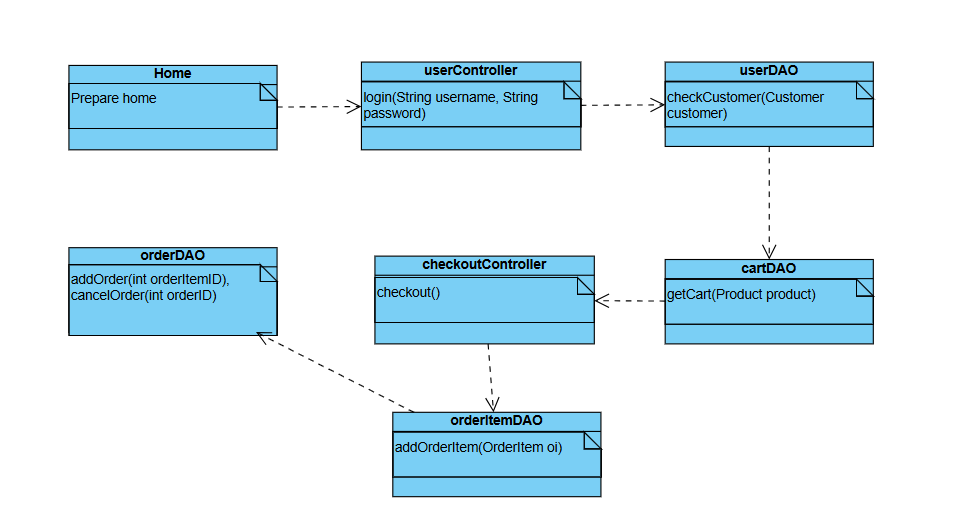 Home
Prepare home
userController
login(String username, String
password)
userDAO
checkCustomer(Customer
customer)
orderDAO
addOrder(int orderItemID),
cancelOrder(int orderID)
checkoutController
checkout()
cartDAO
getCart(Product product)
orderItemDAO
addOrderItem(OrderItem oi)